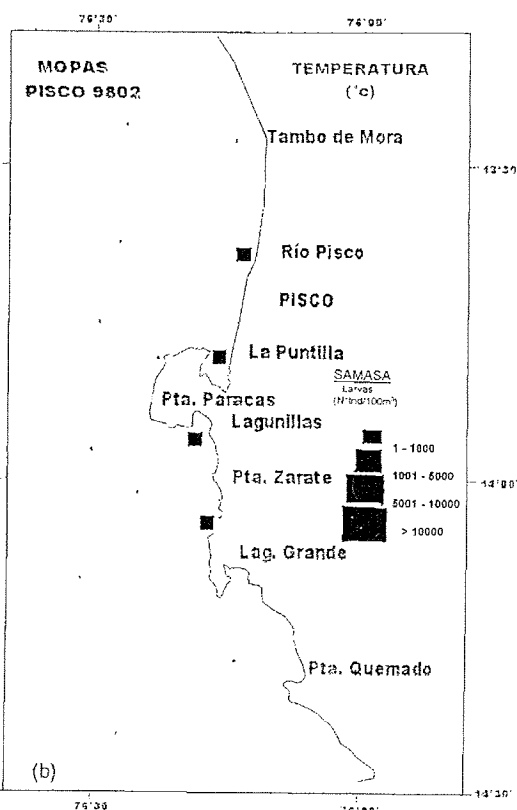 76°30' 76°00'
MOPAS
PISCO 9802
TEMPERATURA
(°c)
Tambo de Mora
13°30'
Río Pisco
PISCO
La Puntilla
SAMASA
Larvas
(N°Ind/100m³)
Pta. Paracas
Lagunillas
1 - 1000
Pta. Zarate
1001 - 5000
14°00'
5001 - 10000
> 10000
Lag. Grande
Pta. Quemado
(b)
14°30'
76°30'